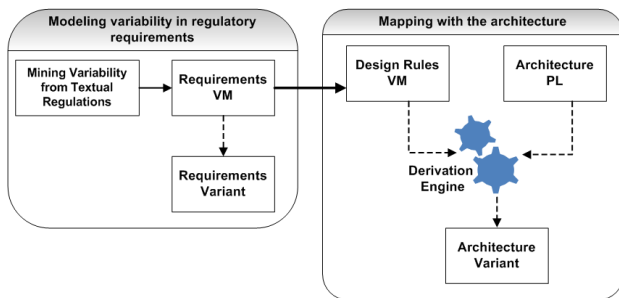 Modeling variability in regulatory
requirements
Mining Variability
from Textual
Regulations
Requirements
VM
Requirements
Variant
Mapping with the architecture
Design Rules
VM
Architecture
PL
Derivation
Engine
Architecture
Variant